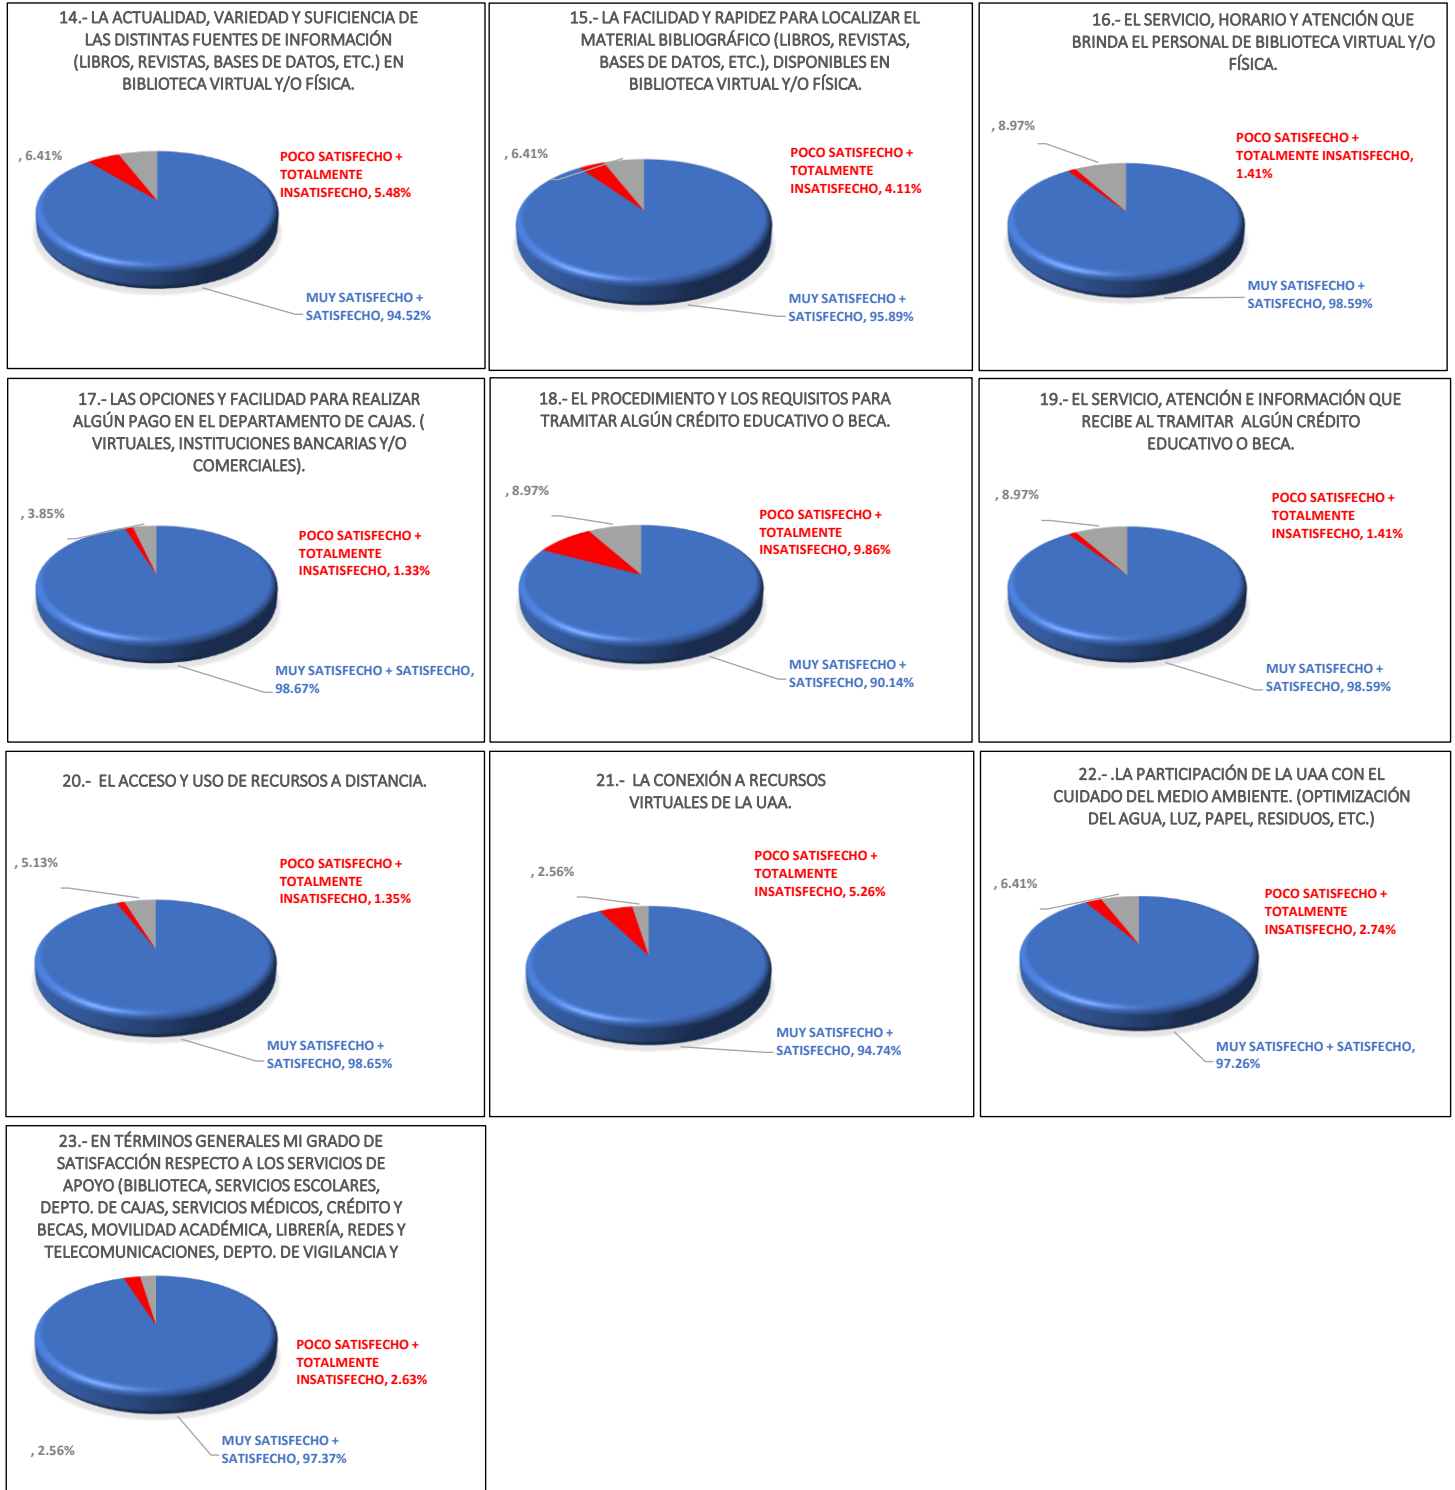 14.- LA ACTUALIDAD, VARIEDAD Y SUFICIENCIA DE
LAS DISTINTAS FUENTES DE INFORMACIÓN
(LIBROS, REVISTAS, BASES DE DATOS, ETC.) EN
BIBLIOTECA VIRTUAL Y/O FÍSICA.
, 6.41%
POCO SATISFECHO +
TOTALMENTE
INSATISFECHO, 5.48%
MUY SATISFECHO +
SATISFECHO, 94.52%
15.- LA FACILIDAD Y RAPIDEZ PARA LOCALIZAR EL
MATERIAL BIBLIOGRÁFICO (LIBROS, REVISTAS,
BASES DE DATOS, ETC.), DISPONIBLES EN
BIBLIOTECA VIRTUAL Y/O FÍSICA.
, 6.41%
POCO SATISFECHO +
TOTALMENTE
INSATISFECHO, 4.11%
MUY SATISFECHO +
SATISFECHO, 95.89%
16.- EL SERVICIO, HORARIO Y ATENCIÓN QUE
BRINDA EL PERSONAL DE BIBLIOTECA VIRTUAL Y/O
FÍSICA.
, 8.97%
POCO SATISFECHO +
TOTALMENTE INSATISFECHO,
1.41%
MUY SATISFECHO +
SATISFECHO, 98.59%
17.- LAS OPCIONES Y FACILIDAD PARA REALIZAR
ALGÚN PAGO EN EL DEPARTAMENTO DE CAJAS. (
VIRTUALES, INSTITUCIONES BANCARIAS Y/O
COMERCIALES).
, 3.85%
POCO SATISFECHO +
TOTALMENTE
INSATISFECHO, 1.33%
MUY SATISFECHO + SATISFECHO,
98.67%
18.- EL PROCEDIMIENTO Y LOS REQUISITOS PARA
TRAMITAR ALGÚN CRÉDITO EDUCATIVO O BECA.
, 8.97%
POCO SATISFECHO +
TOTALMENTE
INSATISFECHO, 9.86%
MUY SATISFECHO +
SATISFECHO, 90.14%
19.- EL SERVICIO, ATENCIÓN E INFORMACIÓN QUE
RECIBE AL TRAMITAR  ALGÚN CRÉDITO
EDUCATIVO O BECA.
, 8.97%
POCO SATISFECHO +
TOTALMENTE
INSATISFECHO, 1.41%
MUY SATISFECHO +
SATISFECHO, 98.59%
20.-  EL ACCESO Y USO DE RECURSOS A DISTANCIA.
, 5.13%
POCO SATISFECHO +
TOTALMENTE
INSATISFECHO, 1.35%
MUY SATISFECHO +
SATISFECHO, 98.65%
21.-  LA CONEXIÓN A RECURSOS
VIRTUALES DE LA UAA.
, 2.56%
POCO SATISFECHO +
TOTALMENTE
INSATISFECHO, 5.26%
MUY SATISFECHO +
SATISFECHO, 94.74%
22.- .LA PARTICIPACIÓN DE LA UAA CON EL
CUIDADO DEL MEDIO AMBIENTE. (OPTIMIZACIÓN
DEL AGUA, LUZ, PAPEL, RESIDUOS, ETC.)
, 6.41%
POCO SATISFECHO +
TOTALMENTE
INSATISFECHO, 2.74%
MUY SATISFECHO + SATISFECHO,
97.26%
23.- EN TÉRMINOS GENERALES MI GRADO DE
SATISFACCIÓN RESPECTO A LOS SERVICIOS DE
APOYO (BIBLIOTECA, SERVICIOS ESCOLARES,
DEPTO. DE CAJAS, SERVICIOS MÉDICOS, CRÉDITO Y
BECAS, MOVILIDAD ACADÉMICA, LIBRERÍA, REDES Y
TELECOMUNICACIONES, DEPTO. DE VIGILANCIA Y
POCO SATISFECHO +
TOTALMENTE
INSATISFECHO, 2.63%
MUY SATISFECHO +
SATISFECHO, 97.37%
, 2.56%